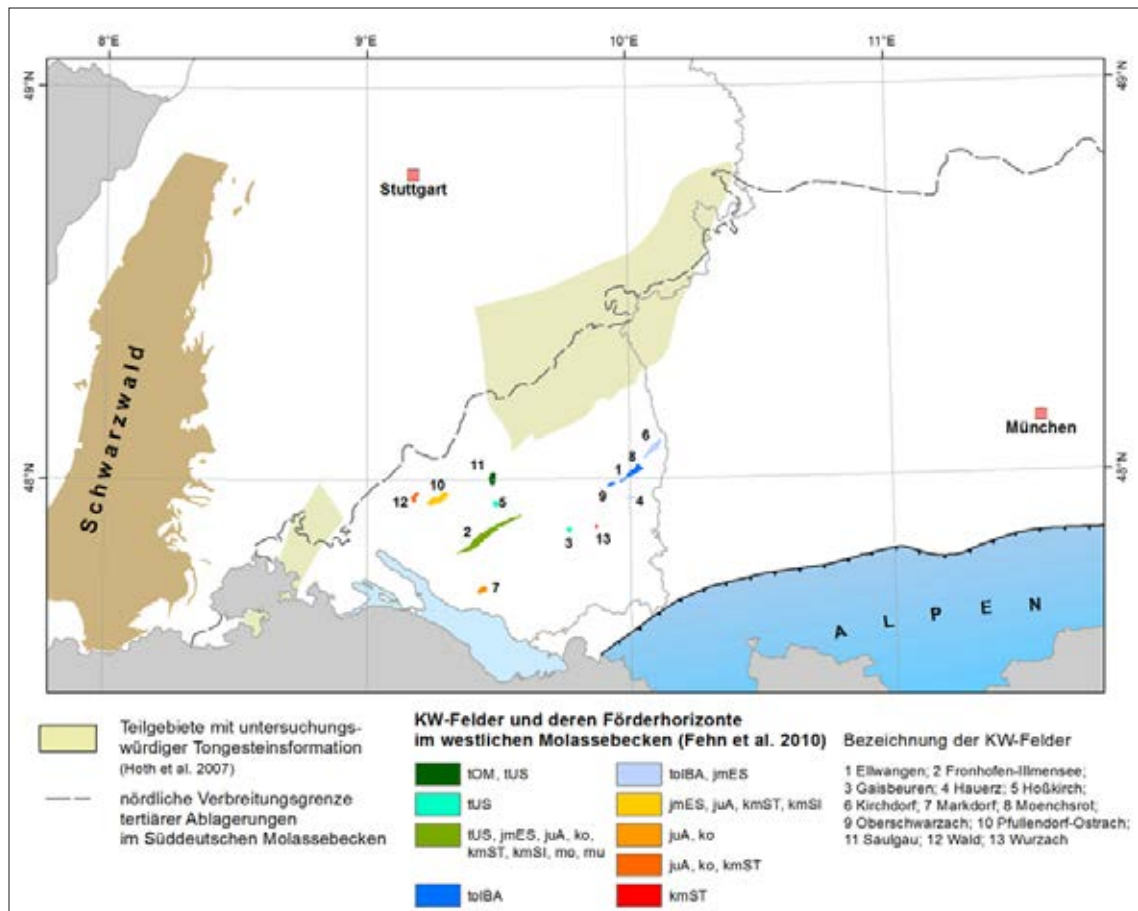 8°E
9°E
10°E
11°E
49°N
49°N
Stuttgart
Schwarzwald
München
48°N
48°N
6
8
1
11
10
12
9
4
5
2
3
13
7
ALPEN
Teilgebiete mit untersuchungs-
würdiger Tongesteinsformation
(Hoth et al. 2007)
nördliche Verbreitungsgrenze
tertiärer Ablagerungen
im Süddeutschen Molassebecken
KW-Felder und deren Förderhorizonte
im westlichen Molassebecken (Fehn et al. 2010)
tOM, tUS
tUS
tUS, jmES, juA, ko,
kmST, kmSI, mo, mu
tolBA
tolBA, jmES
jmES, juA, kmST, kmSI
juA, ko
juA, ko, kmST
kmST
Bezeichnung der KW-Felder
1 Ellwangen; 2 Fronhofen-Illmensee;
3 Gaisbeuren; 4 Hauerz; 5 Hoßkirch;
6 Kirchdorf; 7 Markdorf, 8 Moenchsrot;
9 Oberschwarzach; 10 Pfullendorf-Ostrach;
11 Saulgau; 12 Wald; 13 Wurzach